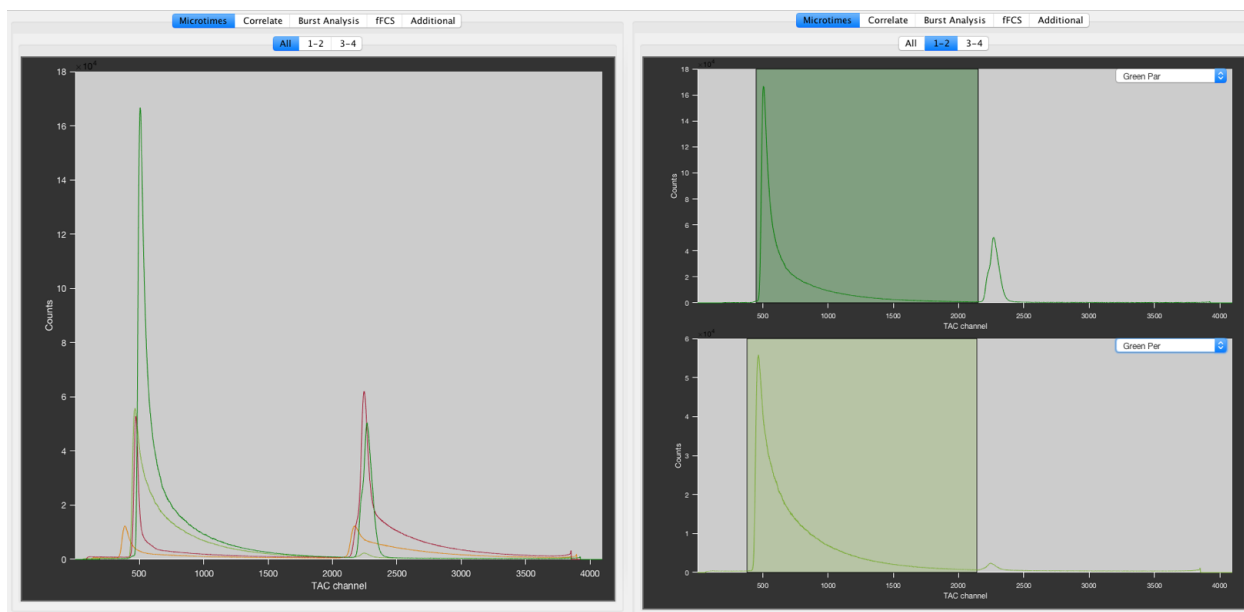 Microtimes Correlate Burst Analysis fFCS Additional
All 1-2 3-4
×10⁴
18
16
14
12
10
8
6
4
2
0
Counts
500 1000 1500 2000 2500 3000 3500 4000
TAC channel
Microtimes Correlate Burst Analysis fFCS Additional
All 1-2 3-4
×10⁴
Green Par
18
16
14
12
10
8
6
4
2
0
Counts
500 1000 1500 2000 2500 3000 3500 4000
TAC channel
×10⁴
Green Per
6
5
4
3
2
1
0
Counts
500 1000 1500 2000 2500 3000 3500 4000
TAC channel